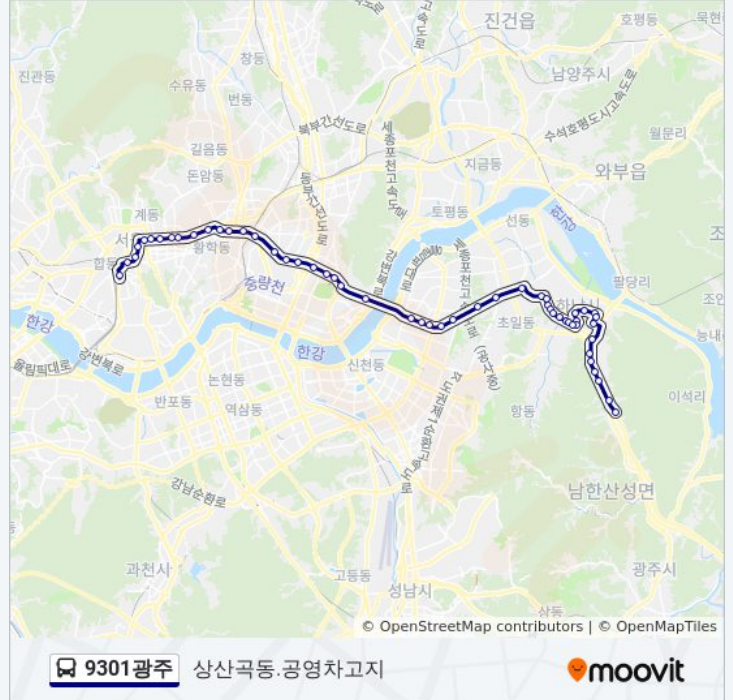 진건읍
호평동
진관동
창동
수유동
번동
남양주시
북부간선도로
세종포천고속도로
수석호평도시고속도로
월문리
길음동
돈암동
지금동
와부읍
동부간선도로
계동
토평동
선동
한강
왕학동
팔당리
중량천
강변북로
초일동
하남시
한강
한강
신천동
올림픽대로
강변북로
논현동
이석리
반포동
역삼동
항동
강남순환로
남한산성면
과천시
고등동
성남시
광주시
© OpenStreetMap contributors | © OpenMapTiles
9301광주 상산곡동.공영차고지
moovit